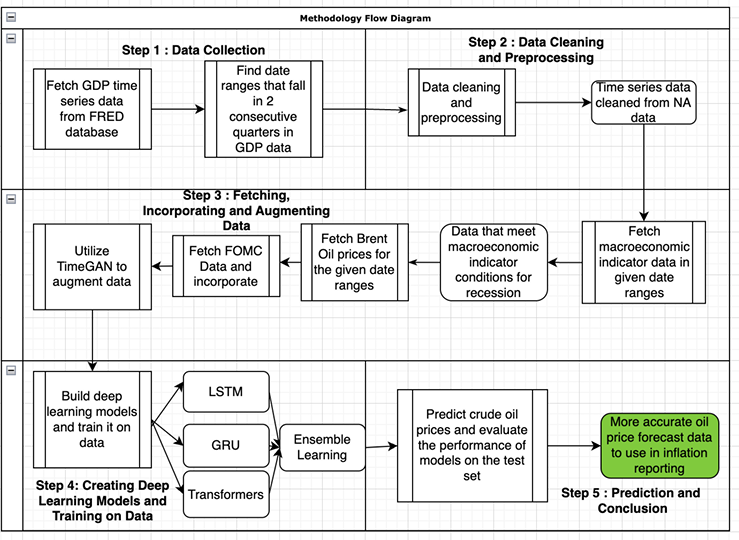 Methodology Flow Diagram
Step 1 : Data Collection
Fetch GDP time
series data
from FRED
database
Find date
ranges that fall
in 2
consecutive
quarters in
GDP data
Step 2 : Data Cleaning
and Preprocessing
Data cleaning
and
preprocessing
Time series data
cleaned from NA
data
Step 3 : Fetching,
Incorporating and Augmenting
Data
Fetch
macroeconomic
indicator data in
given date
ranges
Data that meet
macroeconomic
indicator
conditions for
recession
Fetch Brent
Oil prices for
the given date
ranges
Fetch FOMC
Data and
incorporate
Utilize
TimeGAN to
augment data
Build deep
learning models
and train it on
data
LSTM
GRU
Transformers
Ensemble
Learning
Step 4: Creating Deep
Learning Models and
Training on Data
Predict crude oil
prices and evaluate
the performance of
models on the test
set
More accurate oil
price forecast data
to use in inflation
reporting
Step 5 : Prediction and
Conclusion